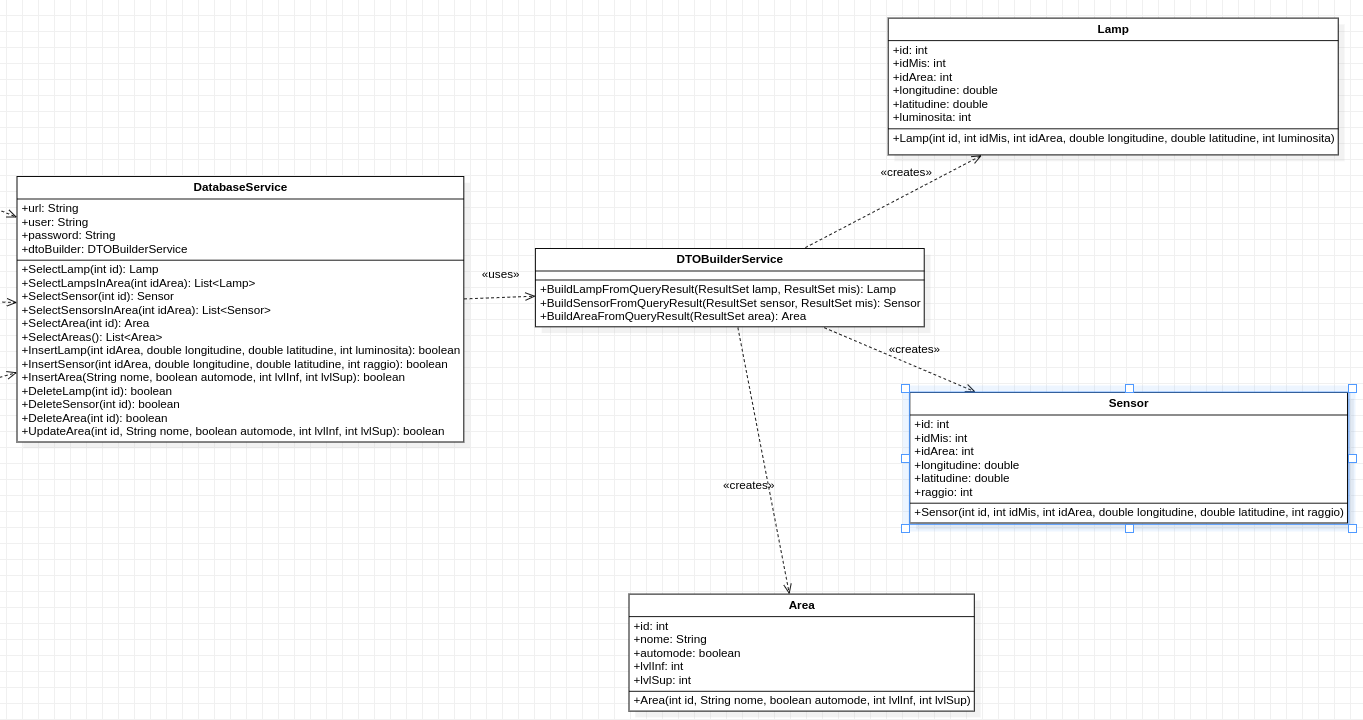 Lamp
+id: int
+idMis: int
+idArea: int
+longitudine: double
+latitudine: double
+luminosita: int
+Lamp(int id, int idMis, int idArea, double longitudine, double latitudine, int luminosita)
«creates»
DatabaseService
+url: String
+user: String
+password: String
+dtoBuilder: DTOBuilderService
+SelectLamp(int id): Lamp
+SelectLampsInArea(int idArea): List<Lamp>
+SelectSensor(int id): Sensor
+SelectSensorsInArea(int idArea): List<Sensor>
+SelectArea(int id): Area
+SelectAreas(): List<Area>
+InsertLamp(int idArea, double longitudine, double latitudine, int luminosita): boolean
+InsertSensor(int idArea, double longitudine, double latitudine, int raggio): boolean
+InsertArea(String nome, boolean automode, int lvlInf, int lvlSup): boolean
+DeleteLamp(int id): boolean
+DeleteSensor(int id): boolean
+DeleteArea(int id): boolean
+UpdateArea(int id, String nome, boolean automode, int lvlInf, int lvlSup): boolean
«uses»
DTOBuilderService
+BuildLampFromQueryResult(ResultSet lamp, ResultSet mis): Lamp
+BuildSensorFromQueryResult(ResultSet sensor, ResultSet mis): Sensor
+BuildAreaFromQueryResult(ResultSet area): Area
«creates»
Sensor
+id: int
+idMis: int
+idArea: int
+longitudine: double
+latitudine: double
+raggio: int
+Sensor(int id, int idMis, int idArea, double longitudine, double latitudine, int raggio)
«creates»
Area
+id: int
+nome: String
+automode: boolean
+lvlInf: int
+lvlSup: int
+Area(int id, String nome, boolean automode, int lvlInf, int lvlSup)